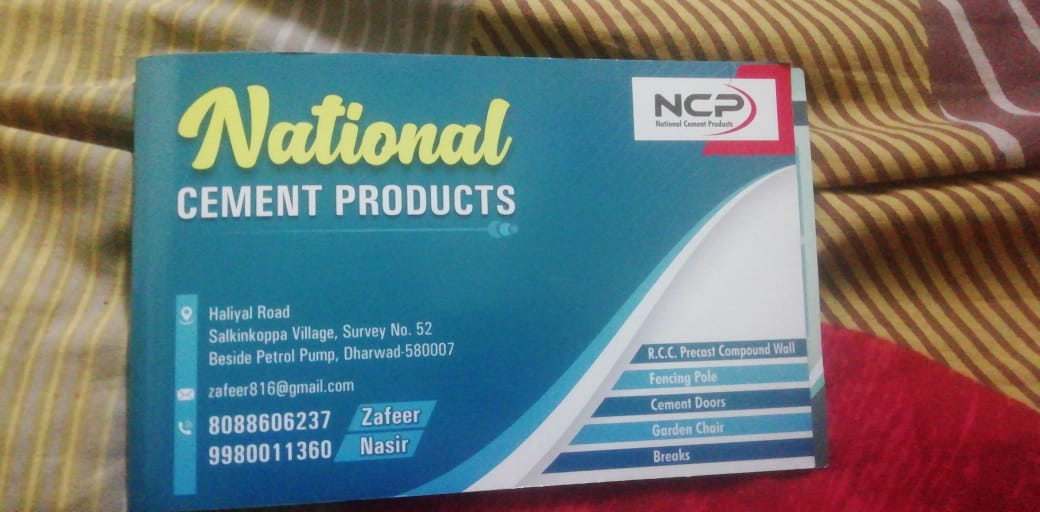 National
CEMENT PRODUCTS
NCP
National Cement Products
Haliyal Road
Salkinkoppa Village, Survey No. 52
Beside Petrol Pump, Dharwad-580007
zafeer816@gmail.com
8088606237 Zafeer
9980011360 Nasir
R.C.C. Precast Compound Wall
Fencing Pole
Cement Doors
Garden Chair
Breaks